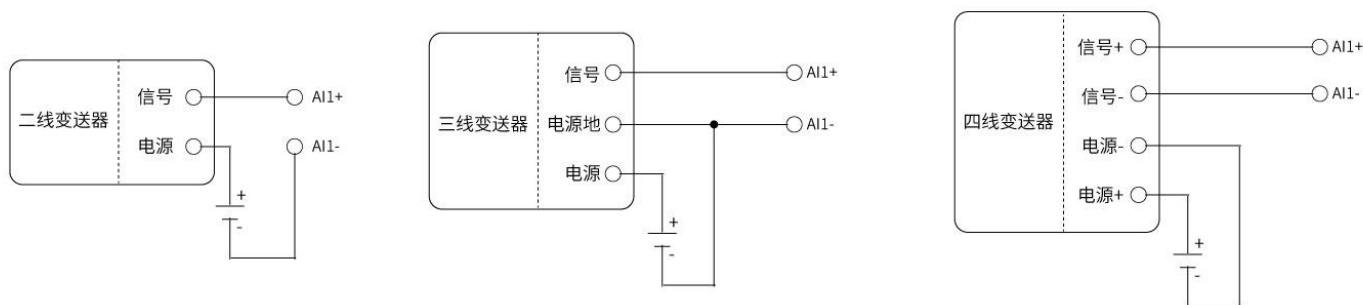 二线变送器
信号
AI1+
电源
AI1-
+
-
三线变送器
信号
AI1+
电源地
AI1-
电源
+
-
四线变送器
信号+
AI1+
信号-
AI1-
电源-
电源+
+
-